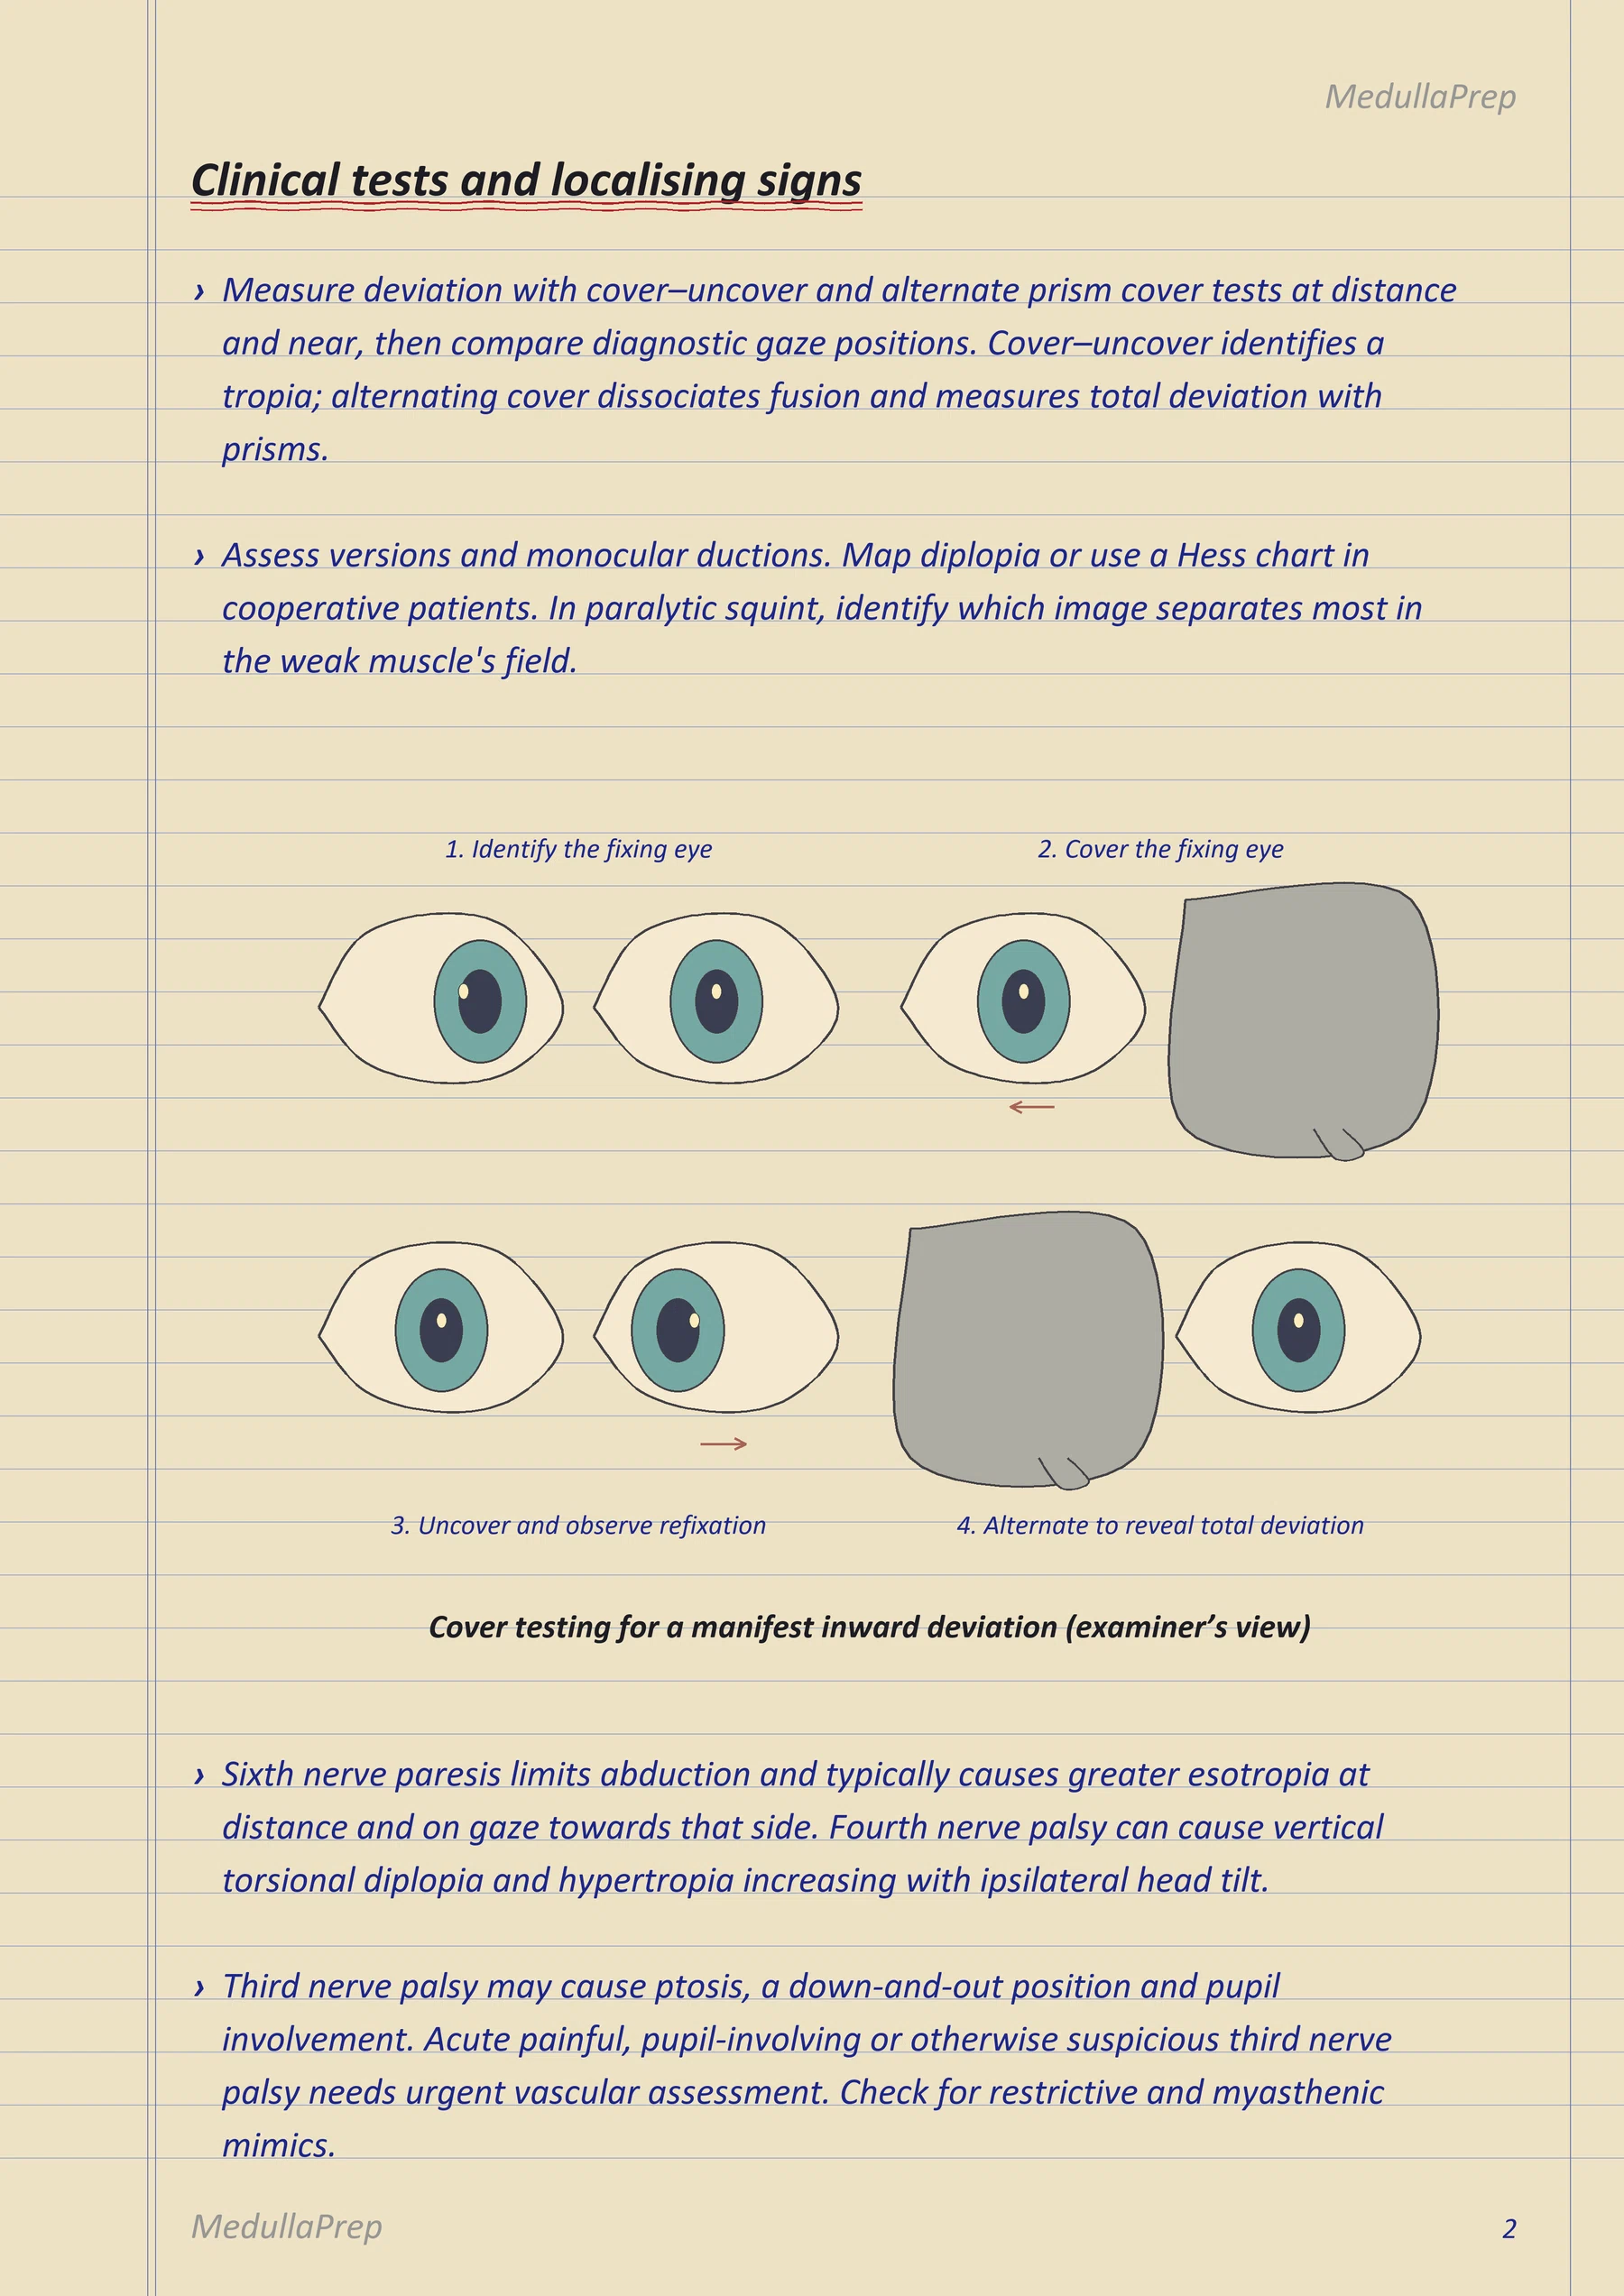 MedullaPrep
Clinical tests and localising signs
› Measure deviation with cover–uncover and alternate prism cover tests at distance
and near, then compare diagnostic gaze positions. Cover–uncover identifies a
tropia; alternating cover dissociates fusion and measures total deviation with
prisms.
› Assess versions and monocular ductions. Map diplopia or use a Hess chart in
cooperative patients. In paralytic squint, identify which image separates most in
the weak muscle's field.
1. Identify the fixing eye
2. Cover the fixing eye
3. Uncover and observe refixation
4. Alternate to reveal total deviation
Cover testing for a manifest inward deviation (examiner’s view)
› Sixth nerve paresis limits abduction and typically causes greater esotropia at
distance and on gaze towards that side. Fourth nerve palsy can cause vertical
torsional diplopia and hypertropia increasing with ipsilateral head tilt.
› Third nerve palsy may cause ptosis, a down-and-out position and pupil
involvement. Acute painful, pupil-involving or otherwise suspicious third nerve
palsy needs urgent vascular assessment. Check for restrictive and myasthenic
mimics.
MedullaPrep
2